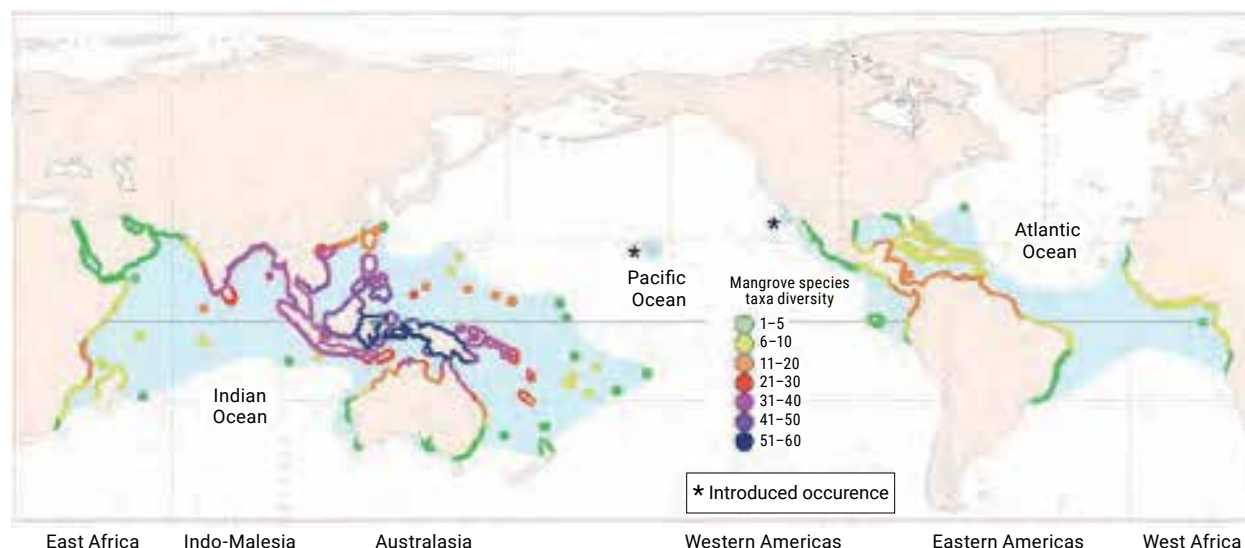 Atlantic
Ocean
Pacific
Ocean
*
*
Mangrove species
taxa diversity
1–5
6–10
11–20
21–30
31–40
41–50
51–60
Indian
Ocean
* Introduced occurence
East Africa Indo-Malesia Australasia Western Americas Eastern Americas West Africa